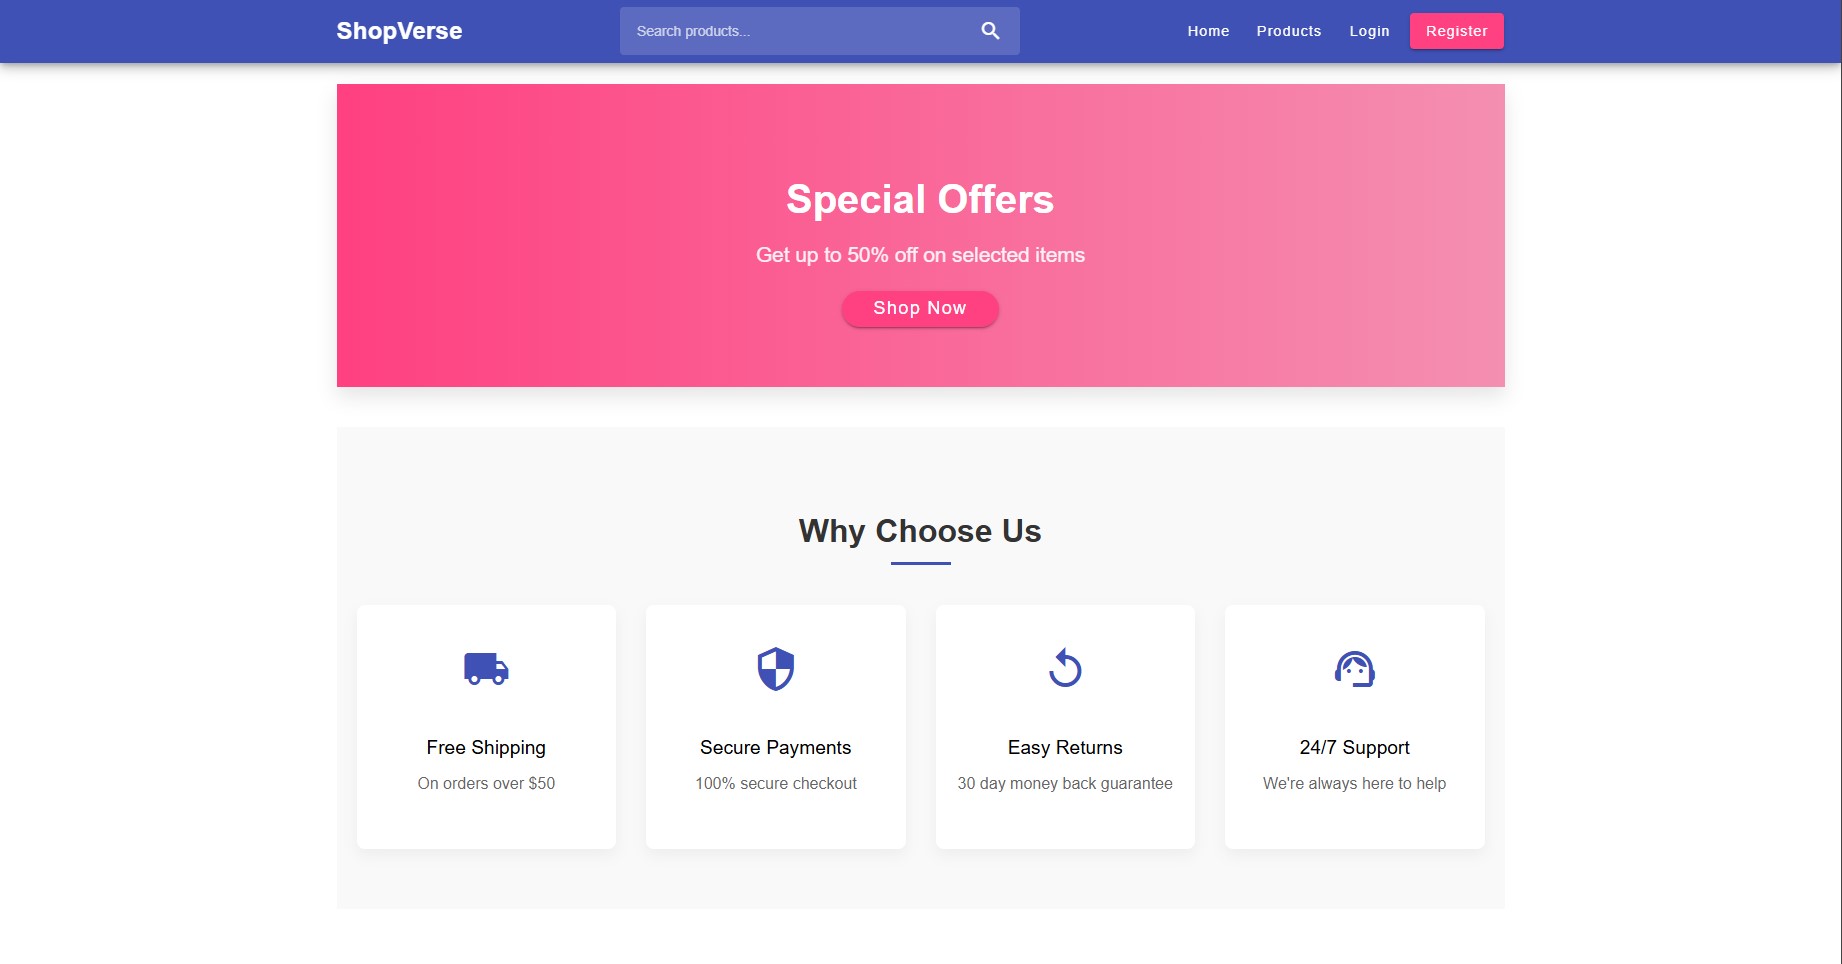 ShopVerse
Search products...
Home
Products
Login
Register
Special Offers
Get up to 50% off on selected items
Shop Now
Why Choose Us
Free Shipping
On orders over $50
Secure Payments
100% secure checkout
Easy Returns
30 day money back guarantee
24/7 Support
We're always here to help